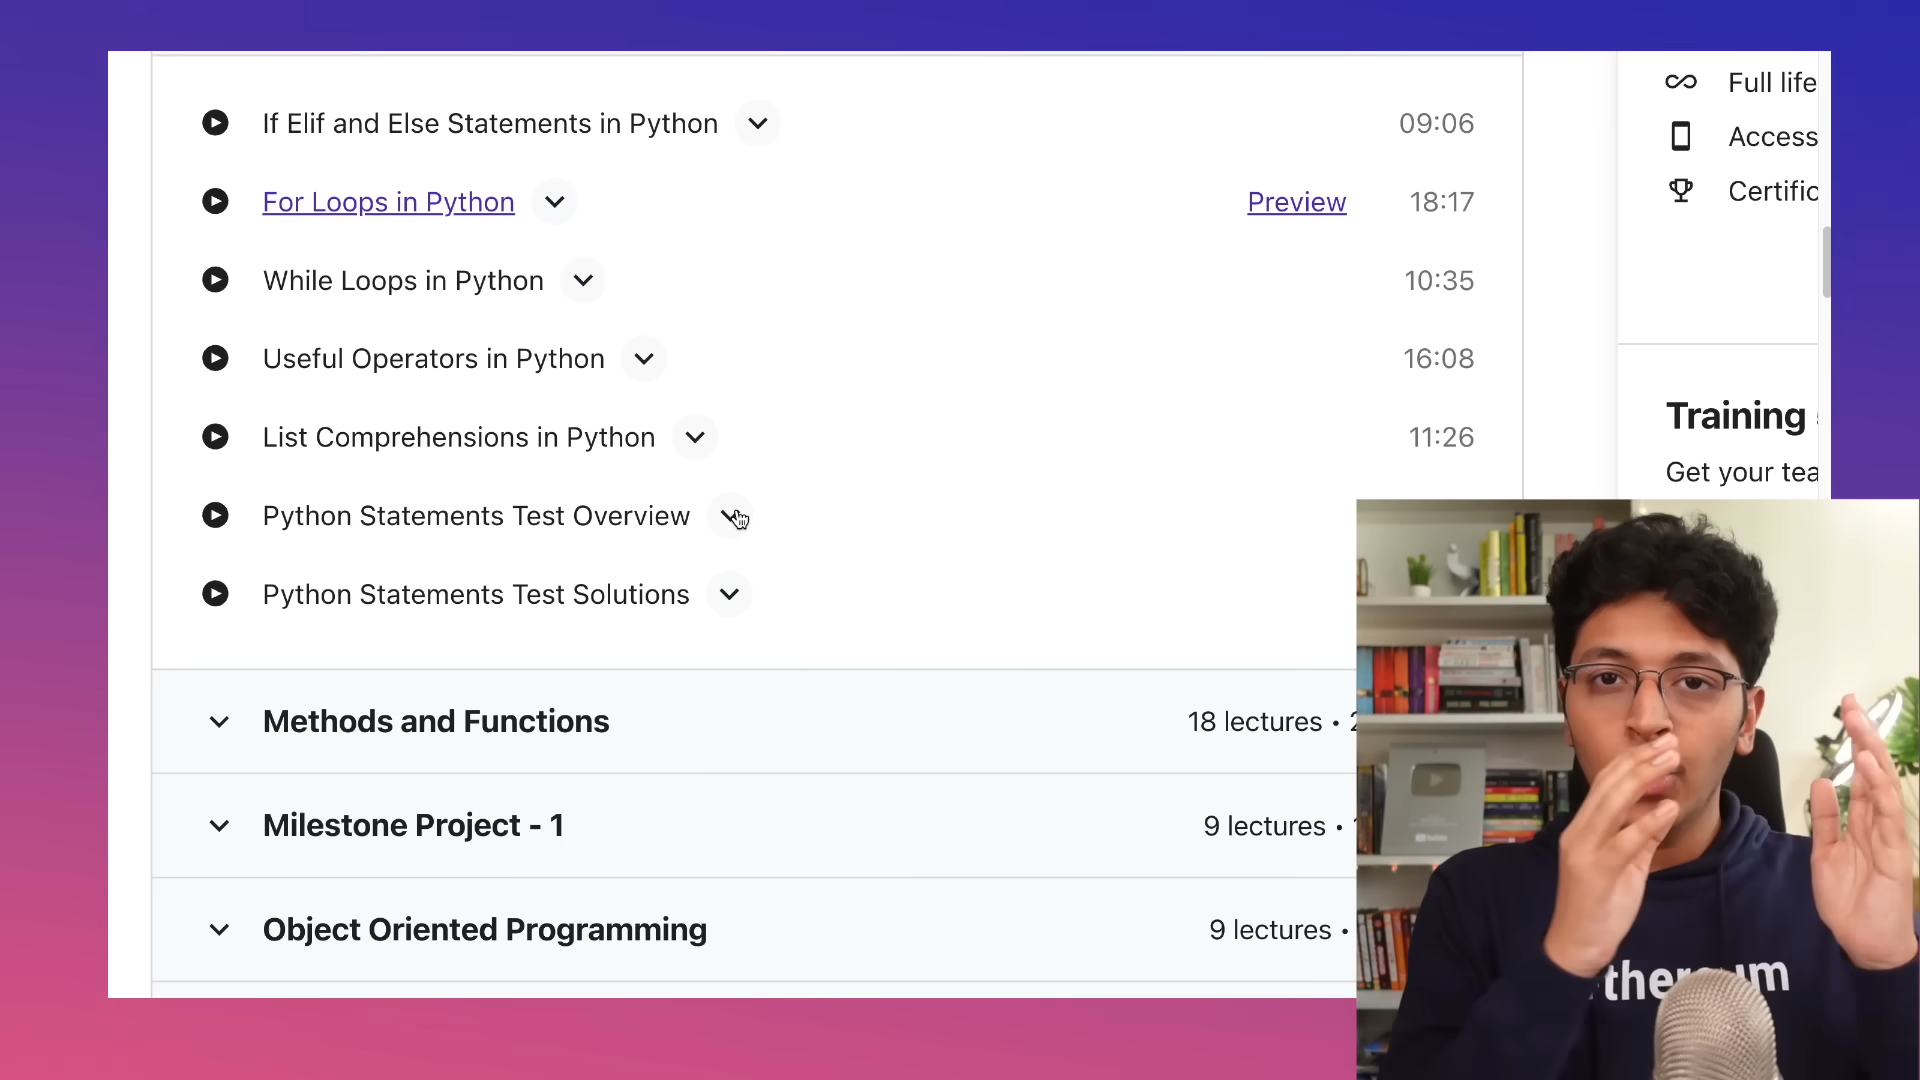 If Elif and Else Statements in Python 09:06
For Loops in Python Preview 18:17
While Loops in Python 10:35
Useful Operators in Python 16:08
List Comprehensions in Python 11:26
Python Statements Test Overview
Python Statements Test Solutions
Methods and Functions 18 lectures •
Milestone Project - 1 9 lectures •
Object Oriented Programming 9 lectures •
Full life
Access
Certific
Training
Get your tea